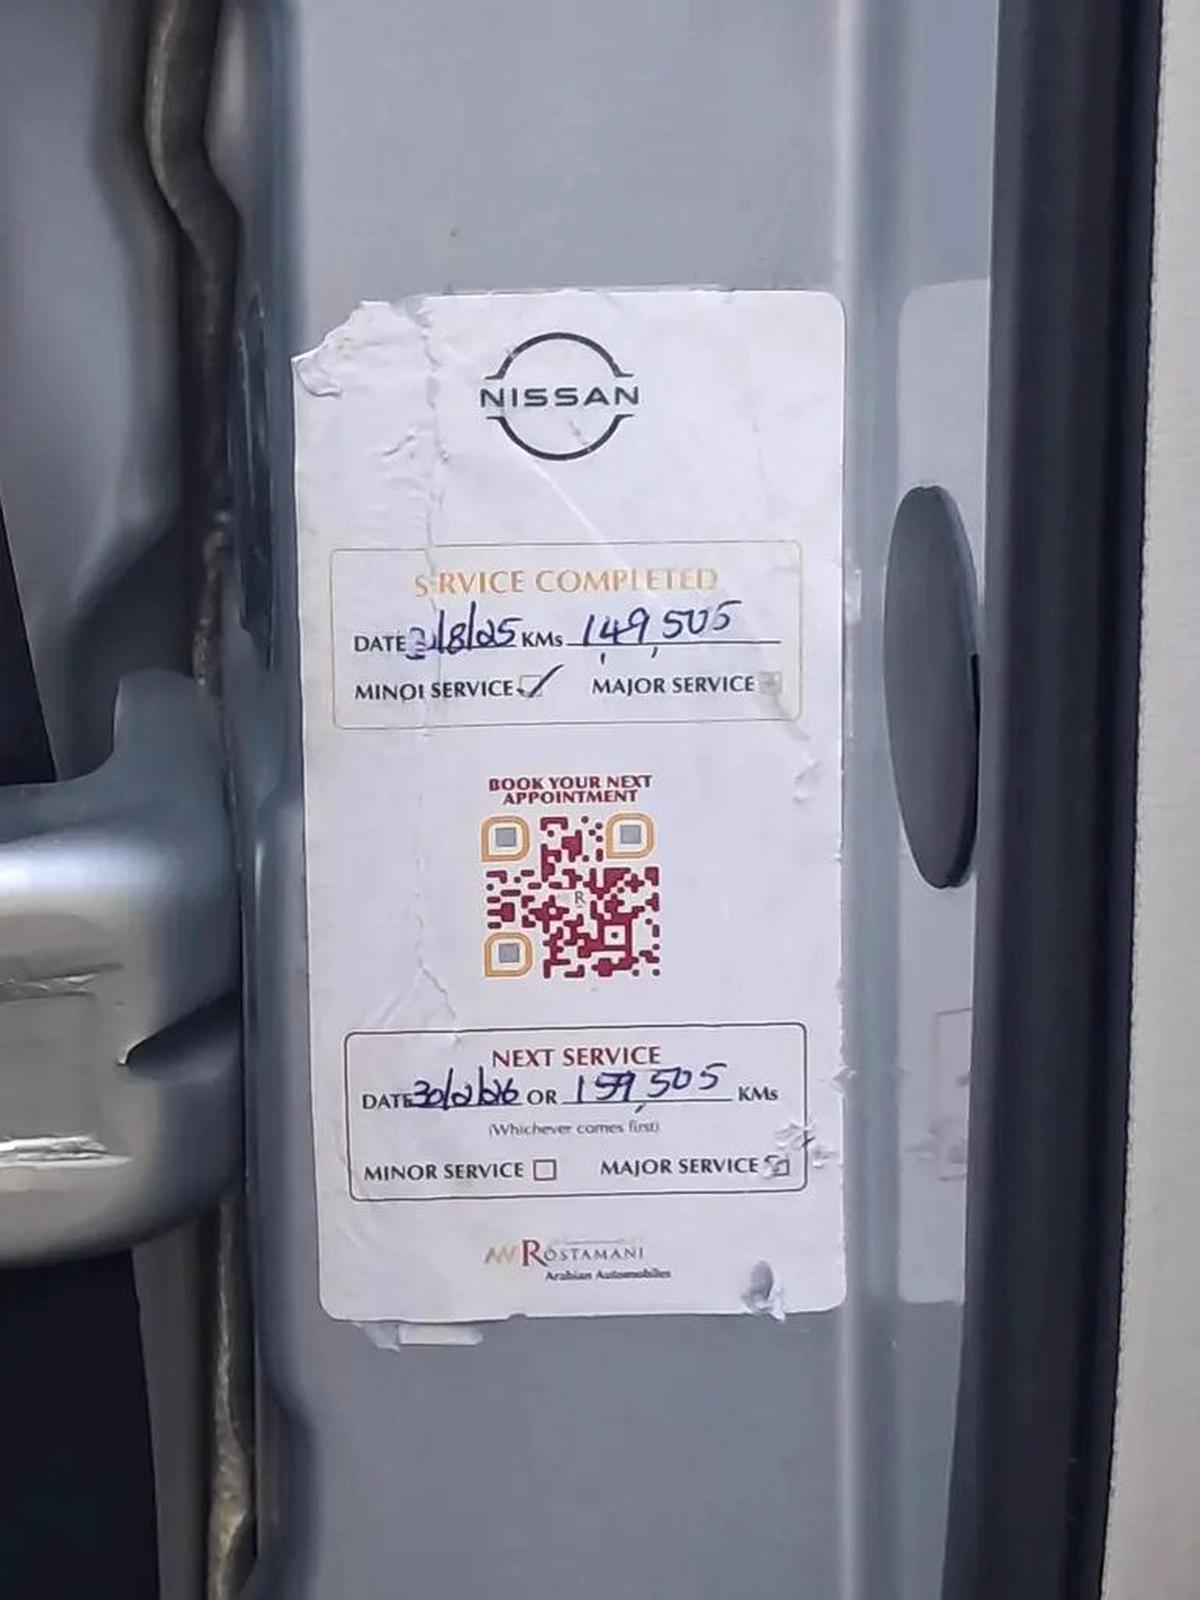 NISSAN
S RVICE COMPLETED
DATE /8/25 KMs 149,505
MINOI SERVICE MAJOR SERVICE
BOOK YOUR NEXT
APPOINTMENT
R
NEXT SERVICE
DATE 30/2/26 OR 159,505 KMs
(Whichever comes first)
MINOR SERVICE MAJOR SERVICE
AW ROSTAMANI
Arabian Automobiles